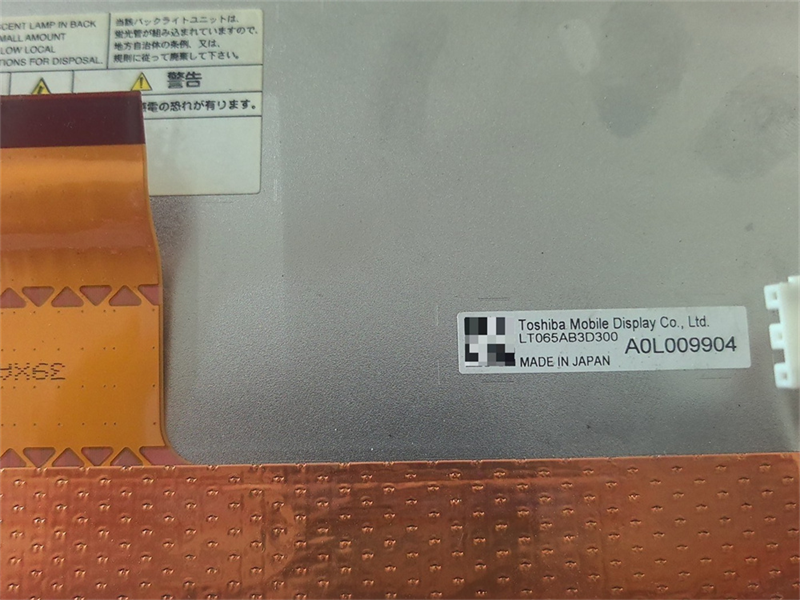 SCENT LAMP IN BACK
MALL AMOUNT
LOW LOCAL
TIONS FOR DISPOSAL
当該バックライトユニットは、
蛍光管が組み込まれていますので、
地方自治体の条例、又は、
規則に従って廃棄して下さい。
警告
感電の恐れが有ります。
Toshiba Mobile Display Co., Ltd.
LT065AB3D300
A0L009904
MADE IN JAPAN